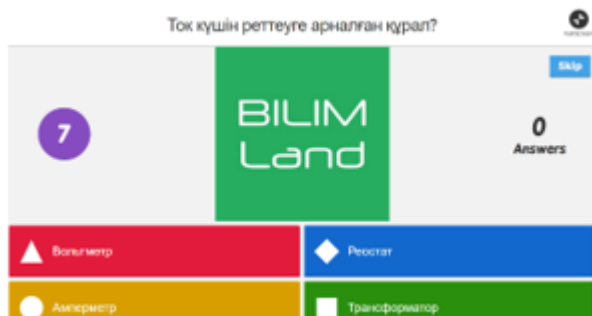 Ток күшін реттеуге арналған құрал?
Skip
7
BILIM
Land
0
Answers
Вольтметр
Реостат
Амперметр
Трансформатор